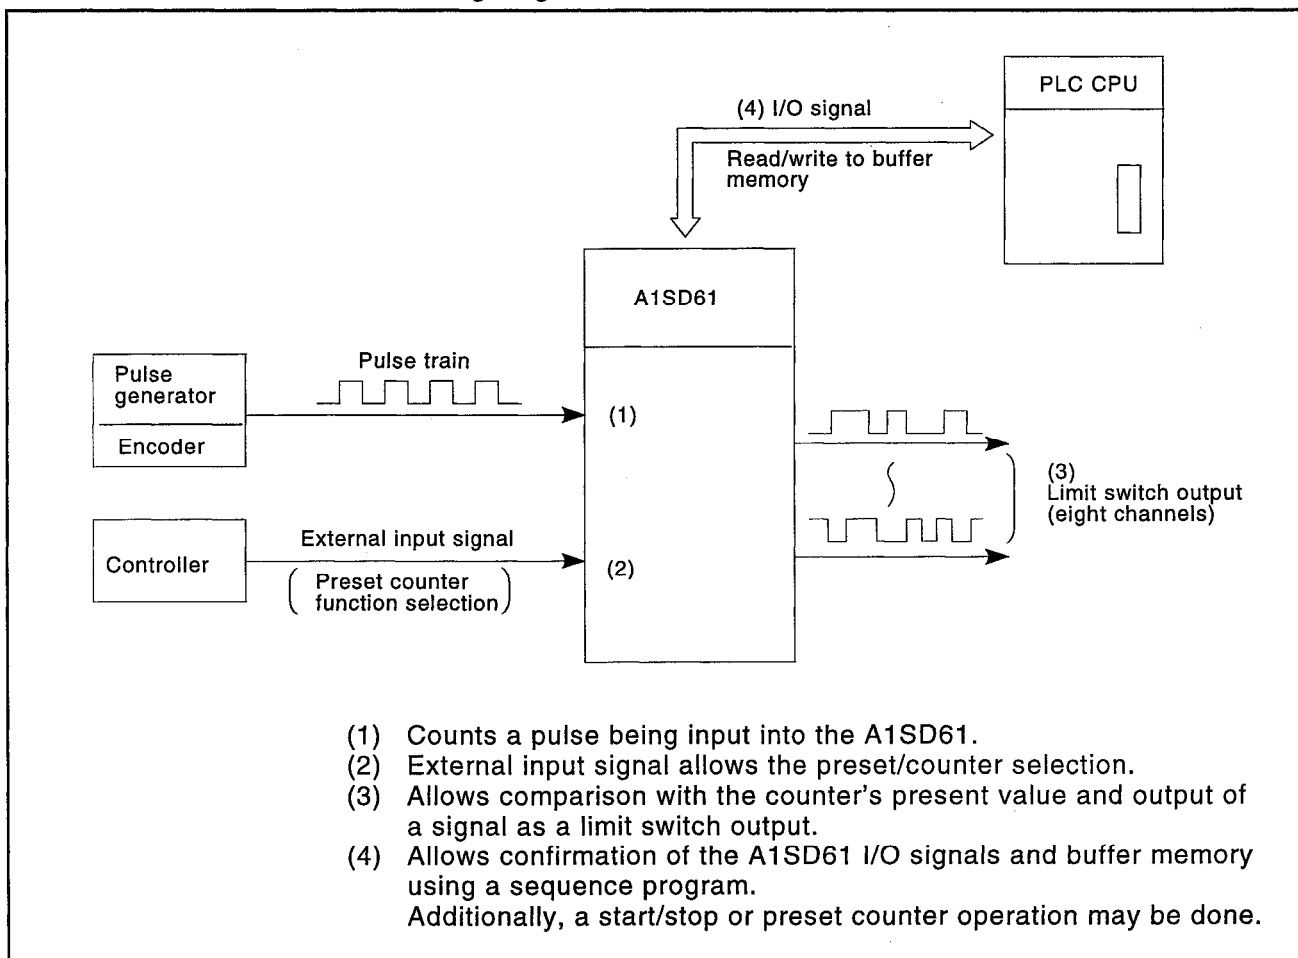 PLC CPU
(4) I/O signal
Read/write to buffer
memory
A1SD61
Pulse train
Pulse
generator
Encoder
(1)
(3)
Limit switch output
(eight channels)
External input signal
Controller
(2)
Preset counter
function selection
(1) Counts a pulse being input into the A1SD61.
(2) External input signal allows the preset/counter selection.
(3) Allows comparison with the counter's present value and output of
a signal as a limit switch output.
(4) Allows confirmation of the A1SD61 I/O signals and buffer memory
using a sequence program.
Additionally, a start/stop or preset counter operation may be done.